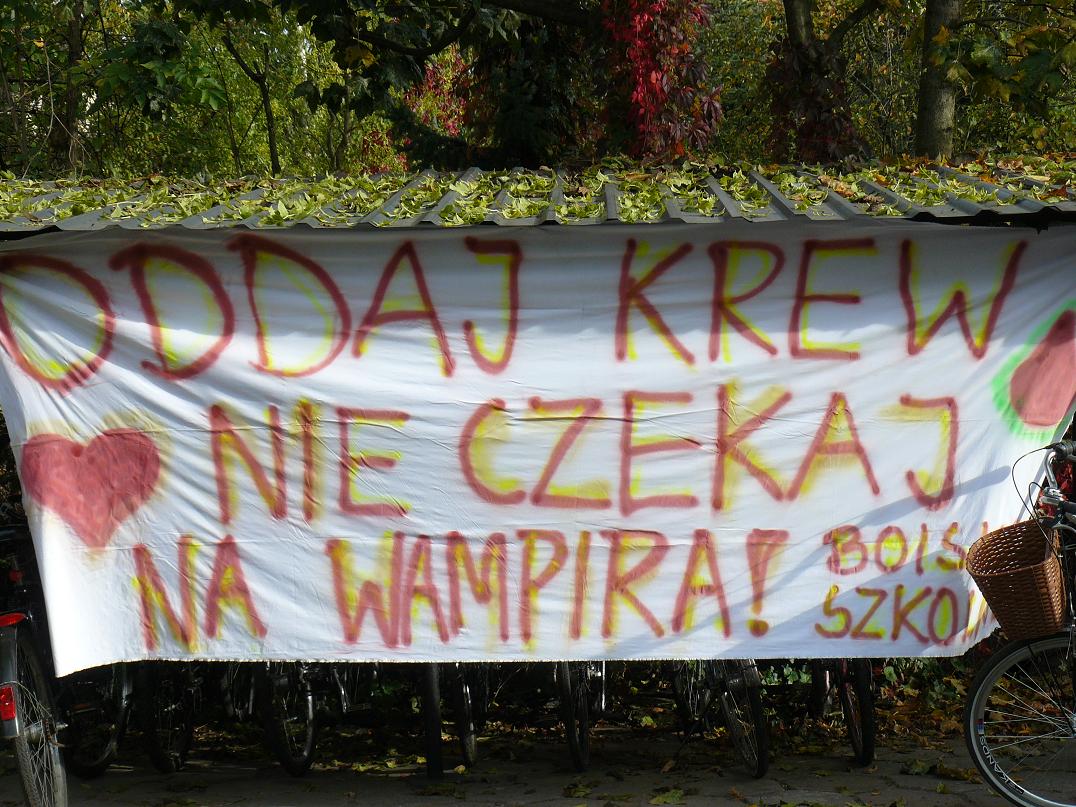 ODDAJ KREW
NIE CZEKAJ
NA WAMPIRA!